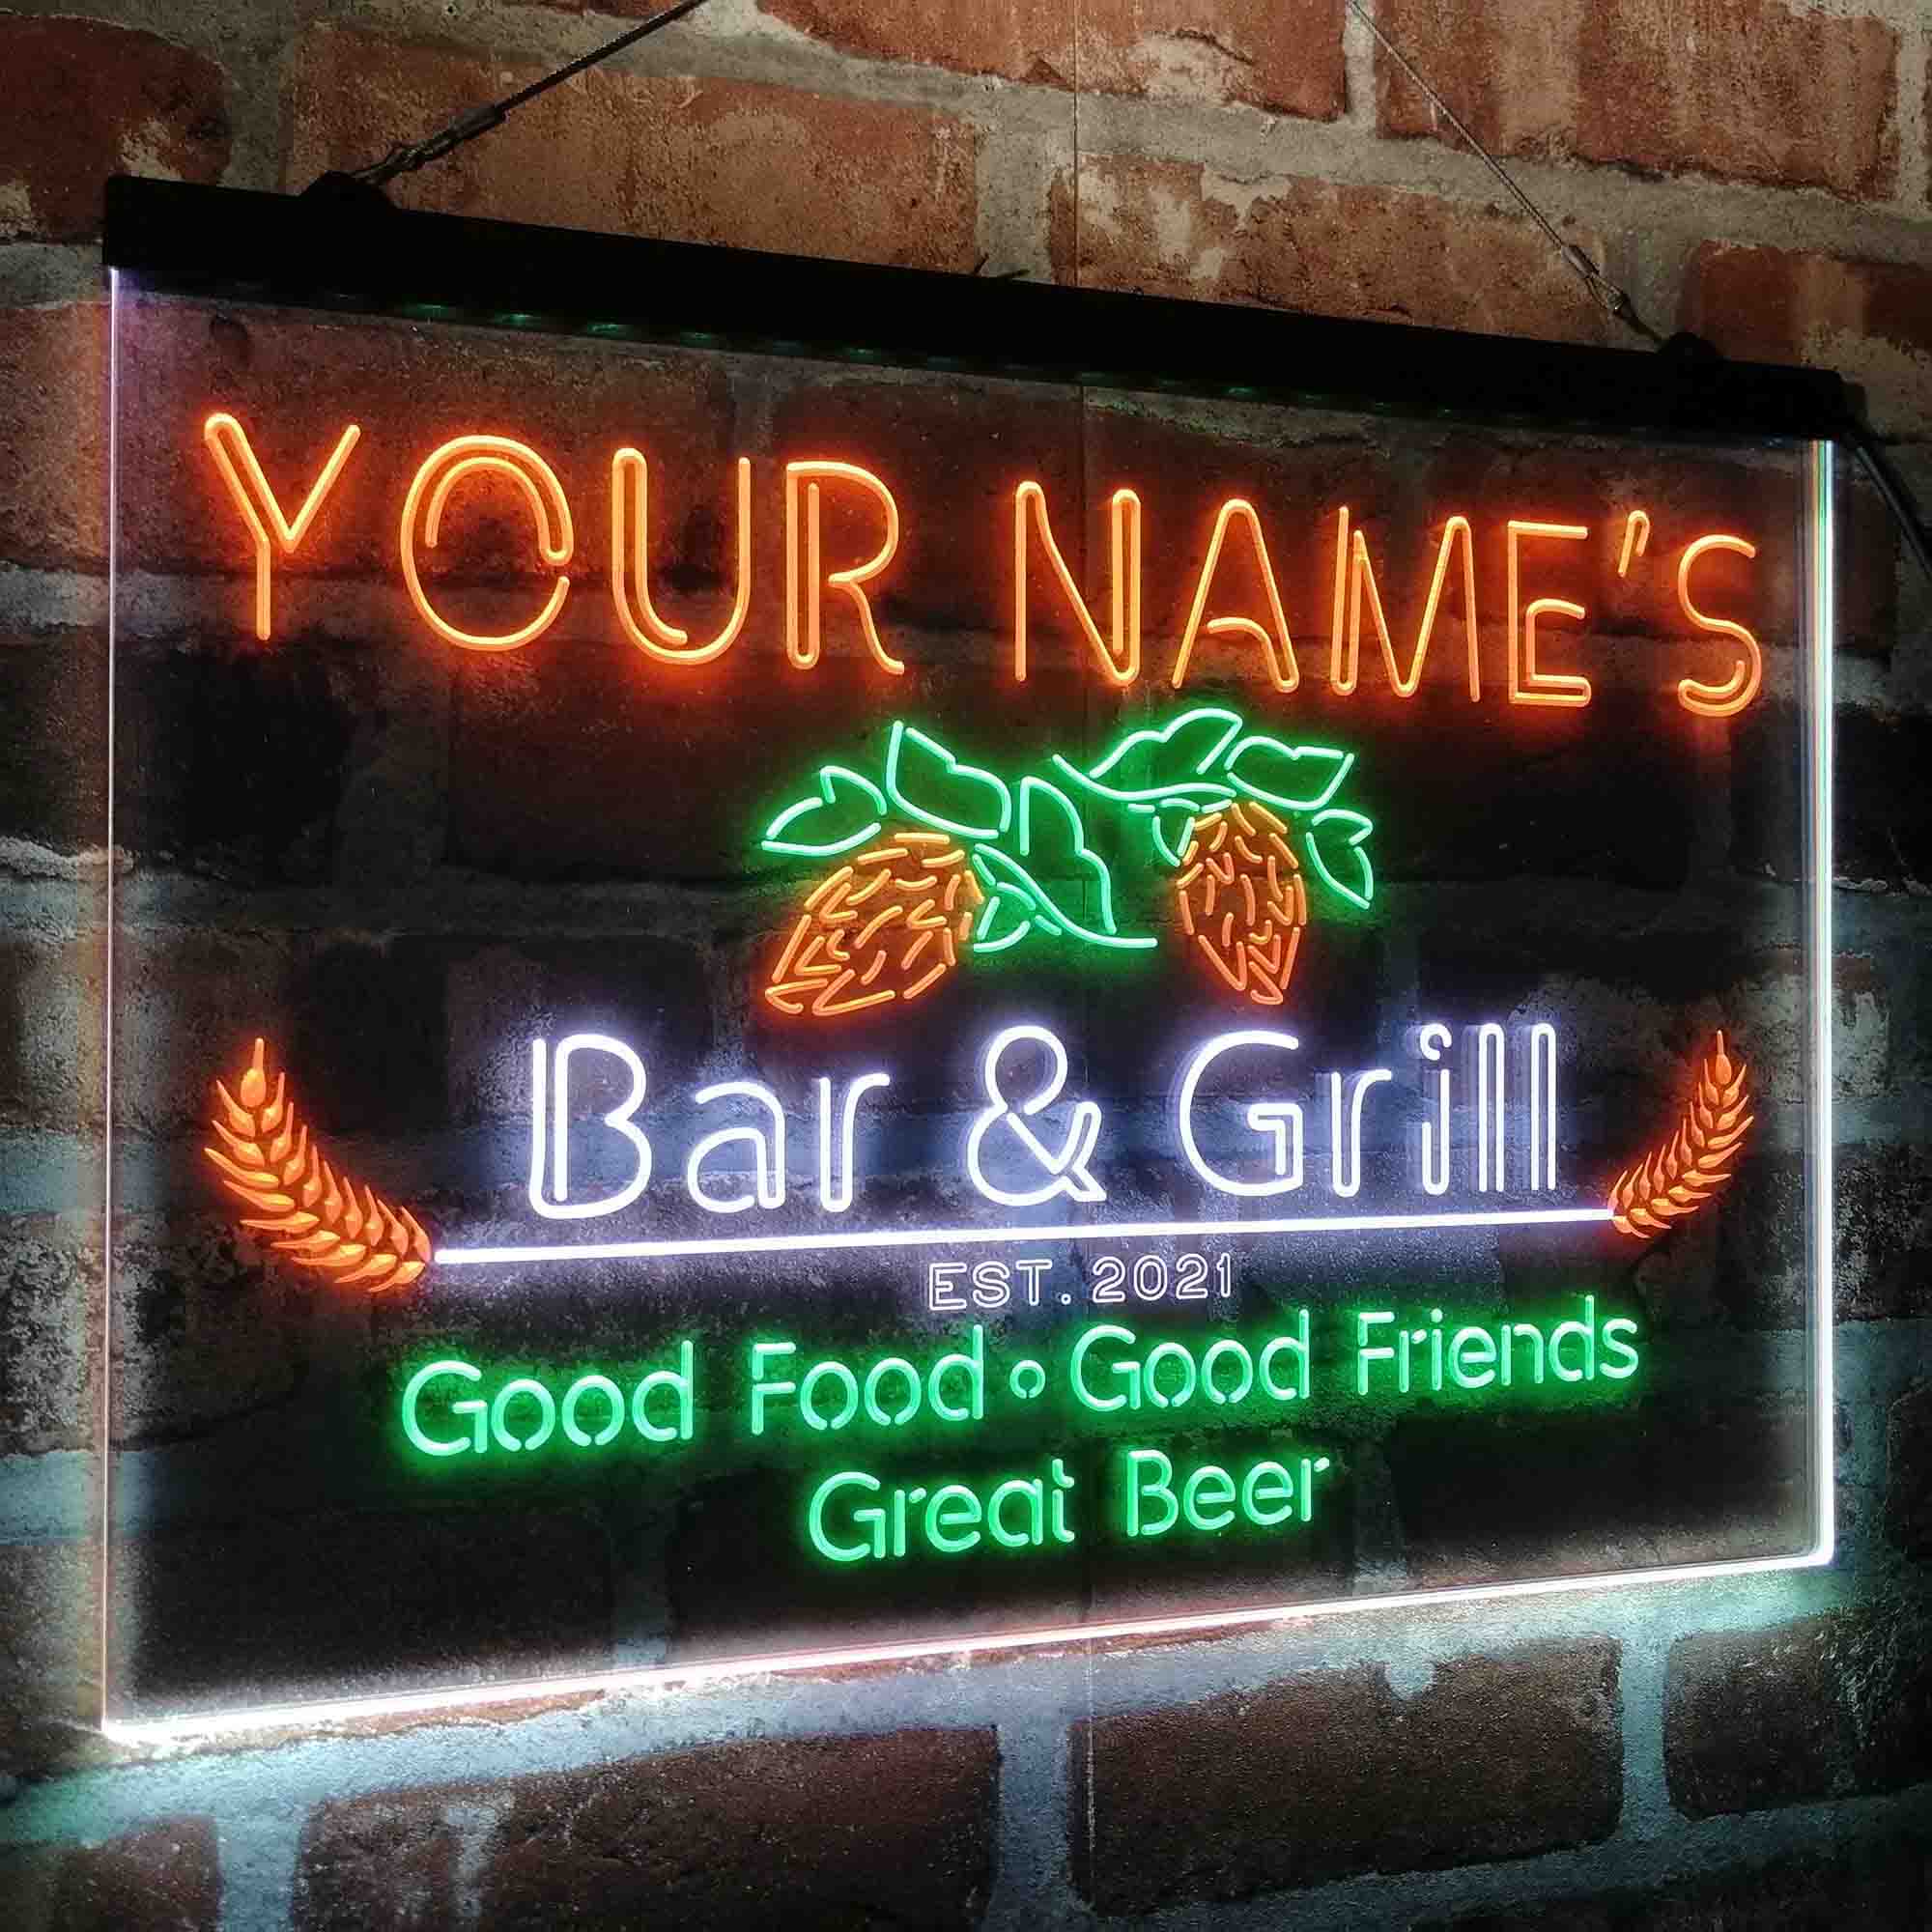 YOUR NAME'S
Bar & Grill
EST. 2021
Good Food • Good Friends
Great Beer